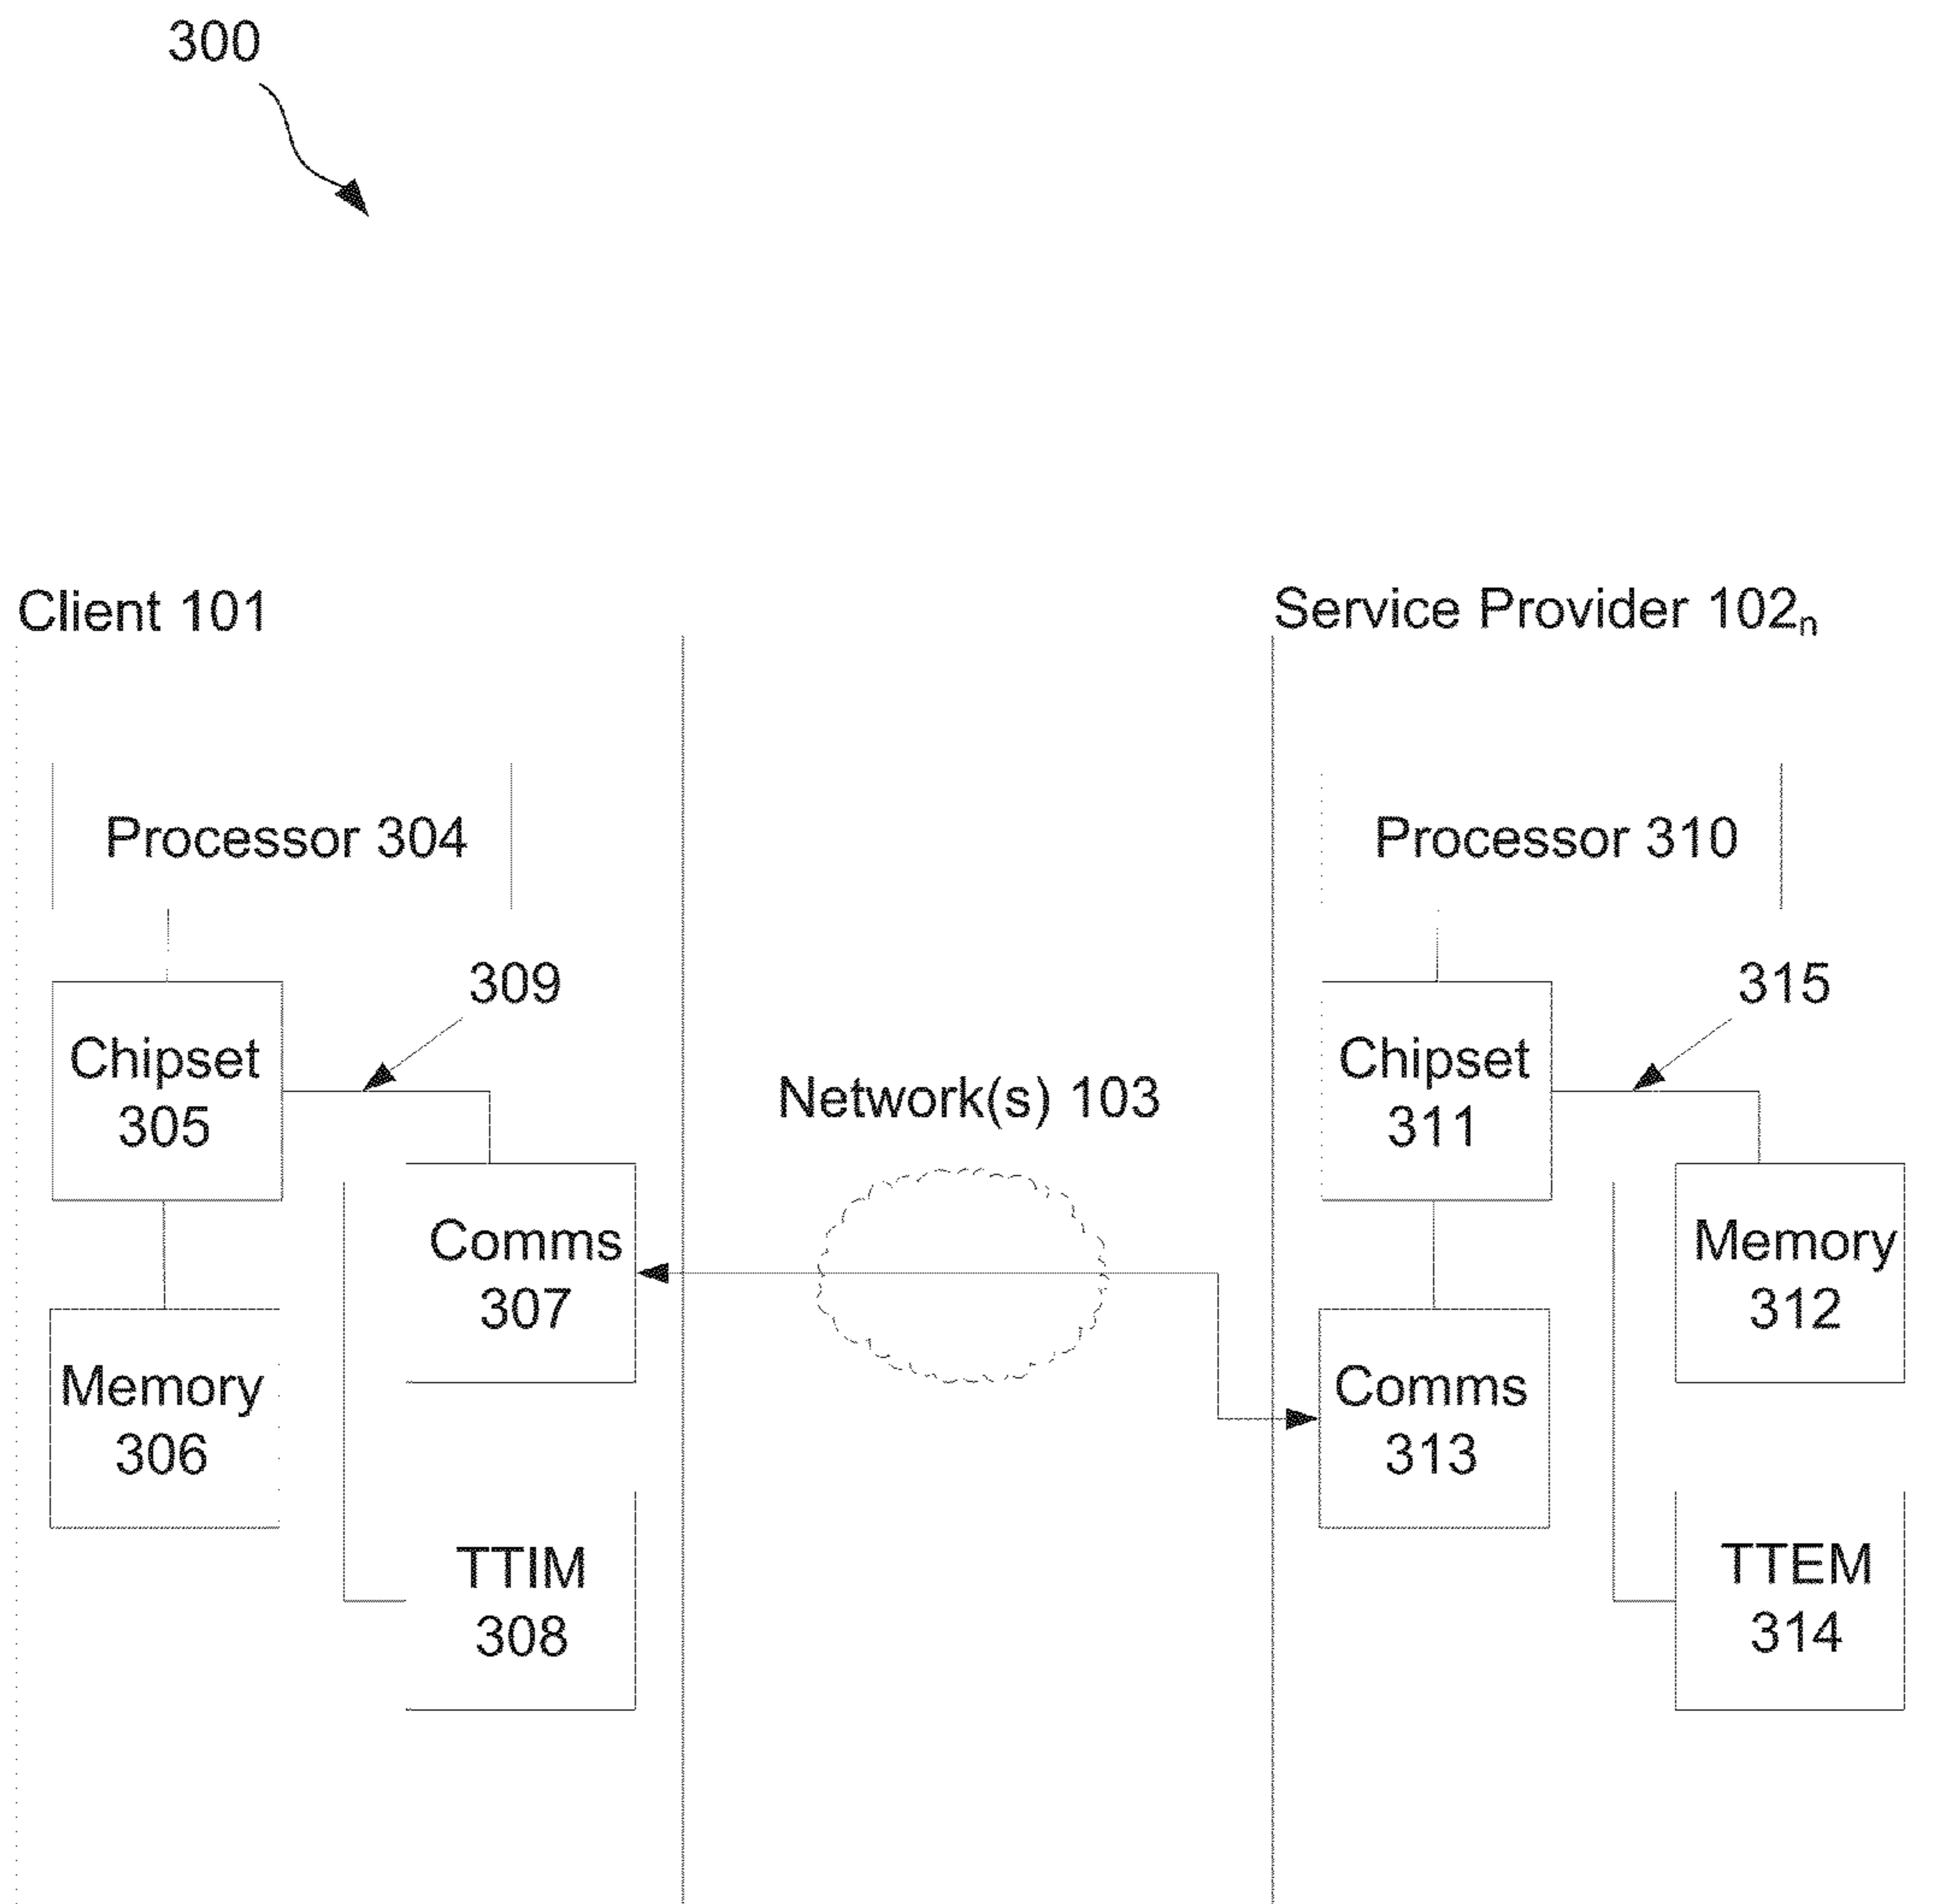 300
Client 101
Service Provider 102n
Processor 304
Processor 310
309
315
Chipset
305
Network(s) 103
Chipset
311
Comms
307
Memory
312
Memory
306
Comms
313
TTIM
308
TTEM
314